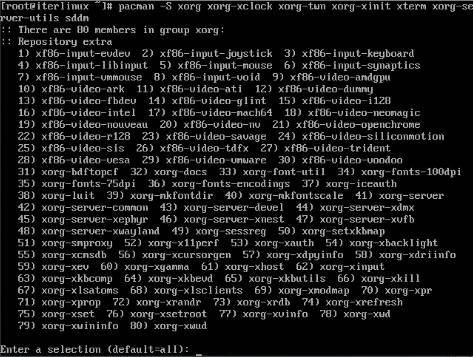 [root@iterlinux ~]# pacman -S xorg xorg-xclock xorg-twn xorg-xinit xterm xorg-se
rver-utils sddm
:: There are 80 members in group xorg:
:: Repository extra
1) xf86-input-evdev 2) xf86-input-joystick 3) xf86-input-keyboard
4) xf86-input-libinput 5) xf86-input-mouse 6) xf86-input-synaptics
7) xf86-input-vmmouse 8) xf86-input-void 9) xf86-video-amdgpu
10) xf86-video-ark 11) xf86-video-ati 12) xf86-video-dummy
13) xf86-video-fbdev 14) xf86-video-glint 15) xf86-video-i128
16) xf86-video-intel 17) xf86-video-mach64 18) xf86-video-neomagic
19) xf86-video-nouveau 20) xf86-video-nv 21) xf86-video-openchrome
22) xf86-video-r128 23) xf86-video-savage 24) xf86-video-siliconmotion
25) xf86-video-sis 26) xf86-video-tdfx 27) xf86-video-trident
28) xf86-video-vesa 29) xf86-video-vmware 30) xf86-video-voodoo
31) xorg-bdftopcf 32) xorg-docs 33) xorg-font-util 34) xorg-fonts-100dpi
35) xorg-fonts-75dpi 36) xorg-fonts-encodings 37) xorg-iceauth
38) xorg-luit 39) xorg-mkfontdir 40) xorg-mkfontscale 41) xorg-server
42) xorg-server-common 43) xorg-server-devel 44) xorg-server-xdmx
45) xorg-server-xephyr 46) xorg-server-xnest 47) xorg-server-xvfb
48) xorg-server-xwayland 49) xorg-sessreg 50) xorg-setxkbmap
51) xorg-smproxy 52) xorg-x11perf 53) xorg-xauth 54) xorg-xbacklight
55) xorg-xcmsdb 56) xorg-xcursorgen 57) xorg-xdpyinfo 58) xorg-xdriinfo
59) xorg-xev 60) xorg-xgamma 61) xorg-xhost 62) xorg-xinput
63) xorg-xkbcomp 64) xorg-xkbevd 65) xorg-xkbutils 66) xorg-xkill
67) xorg-xlsatoms 68) xorg-xlsclients 69) xorg-xmodmap 70) xorg-xpr
71) xorg-xprop 72) xorg-xrandr 73) xorg-xrdb 74) xorg-xrefresh
75) xorg-xset 76) xorg-xsetroot 77) xorg-xvinfo 78) xorg-xwd
79) xorg-xwininfo 80) xorg-xwud
Enter a selection (default=all): _